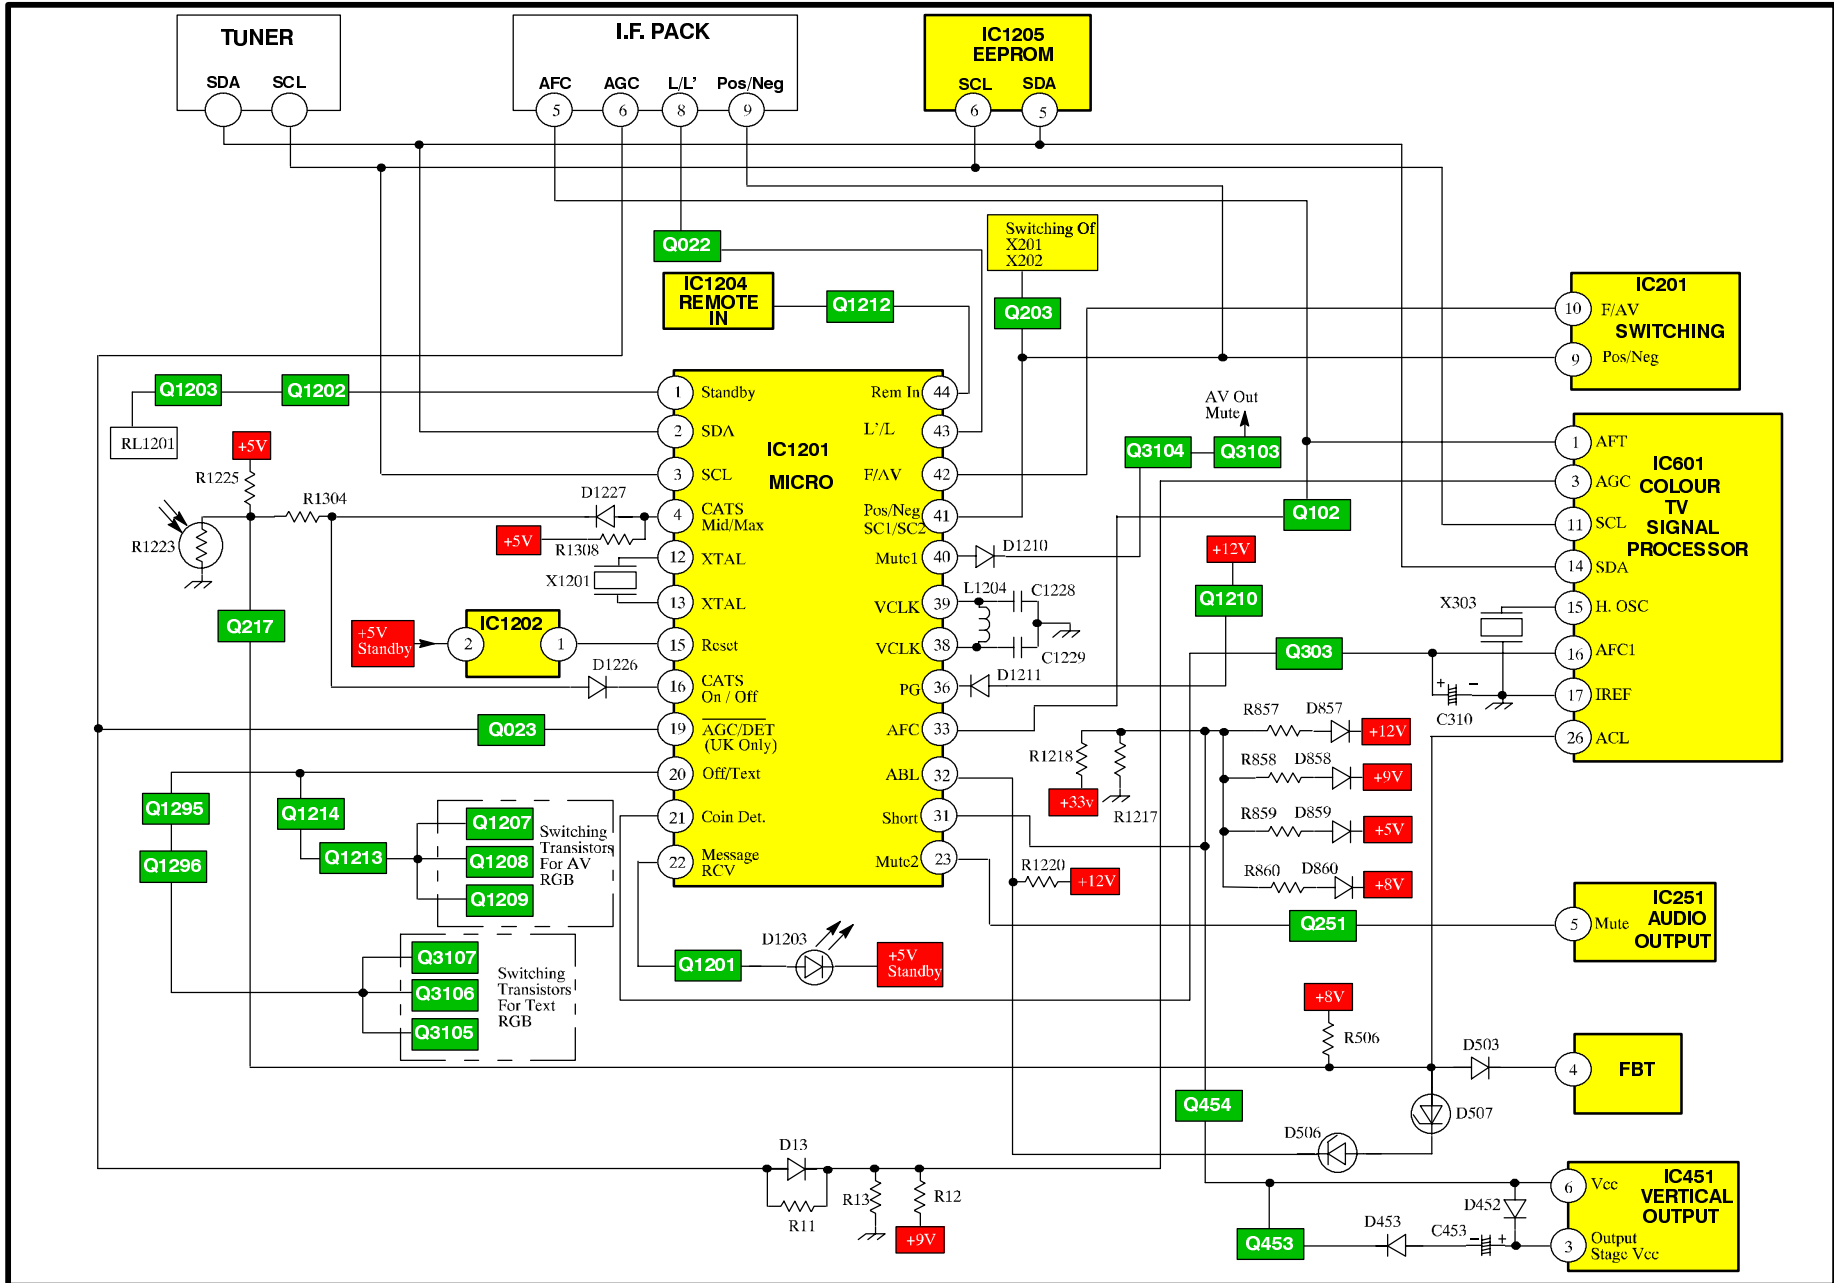 TUNER
SDA SCL
I.F. PACK
AFC AGC L/L' Pos/Neg
5 6 8 9
IC1205
EEPROM
SCL SDA
6 5
Q022
Switching Of
X201
X202
IC1204
REMOTE
IN
Q1212
Q203
IC201
SWITCHING
10 F/AV
9 Pos/Neg
Q1203
Q1202
RL1201
+5V
R1225
R1304
R1223
D1227
+5V
R1308
X1201
Q217
+5V
Standby
IC1202
2 1
D1226
Q023
IC1201
MICRO
1 Standby
2 SDA
3 SCL
4 CATS
Mid/Max
12 XTAL
13 XTAL
15 Reset
16 CATS
On / Off
19 AGC/DET
(UK Only)
20 Off/Text
21 Coin Det.
22 Message
RCV
Rem In 44
L'/L 43
F/AV 42
Pos/Neg
SC1/SC2 41
Mute1 40
VCLK 39
VCLK 38
PG 36
AFC 33
ABL 32
Short 31
Mute2 23
AV Out
Mute
Q3104
Q3103
Q102
D1210
+12V
Q1210
L1204
C1228
C1229
D1211
Q303
X303
C310
+ -
IC601
COLOUR
TV
SIGNAL
PROCESSOR
1 AFT
3 AGC
11 SCL
14 SDA
15 H. OSC
16 AFC1
17 IREF
26 ACL
R1218
+33v
R1217
R857 D857 +12V
R858 D858 +9V
R859 D859 +5V
R860 D860 +8V
R1220
+12V
Q1295
Q1296
Q1214
Q1213
Q1207
Q1208
Q1209
Switching
Transistors
For AV
RGB
Q3107
Q3106
Q3105
Switching
Transistors
For Text
RGB
Q1201
D1203
+5V
Standby
Q251
IC251
AUDIO
OUTPUT
5 Mute
+8V
R506
D503
4 FBT
D507
Q454
D506
D13
R11
R13
R12
+9V
Q453
D453
C453
- +
D452
IC451
VERTICAL
OUTPUT
6 Vcc
3 Output
Stage Vcc